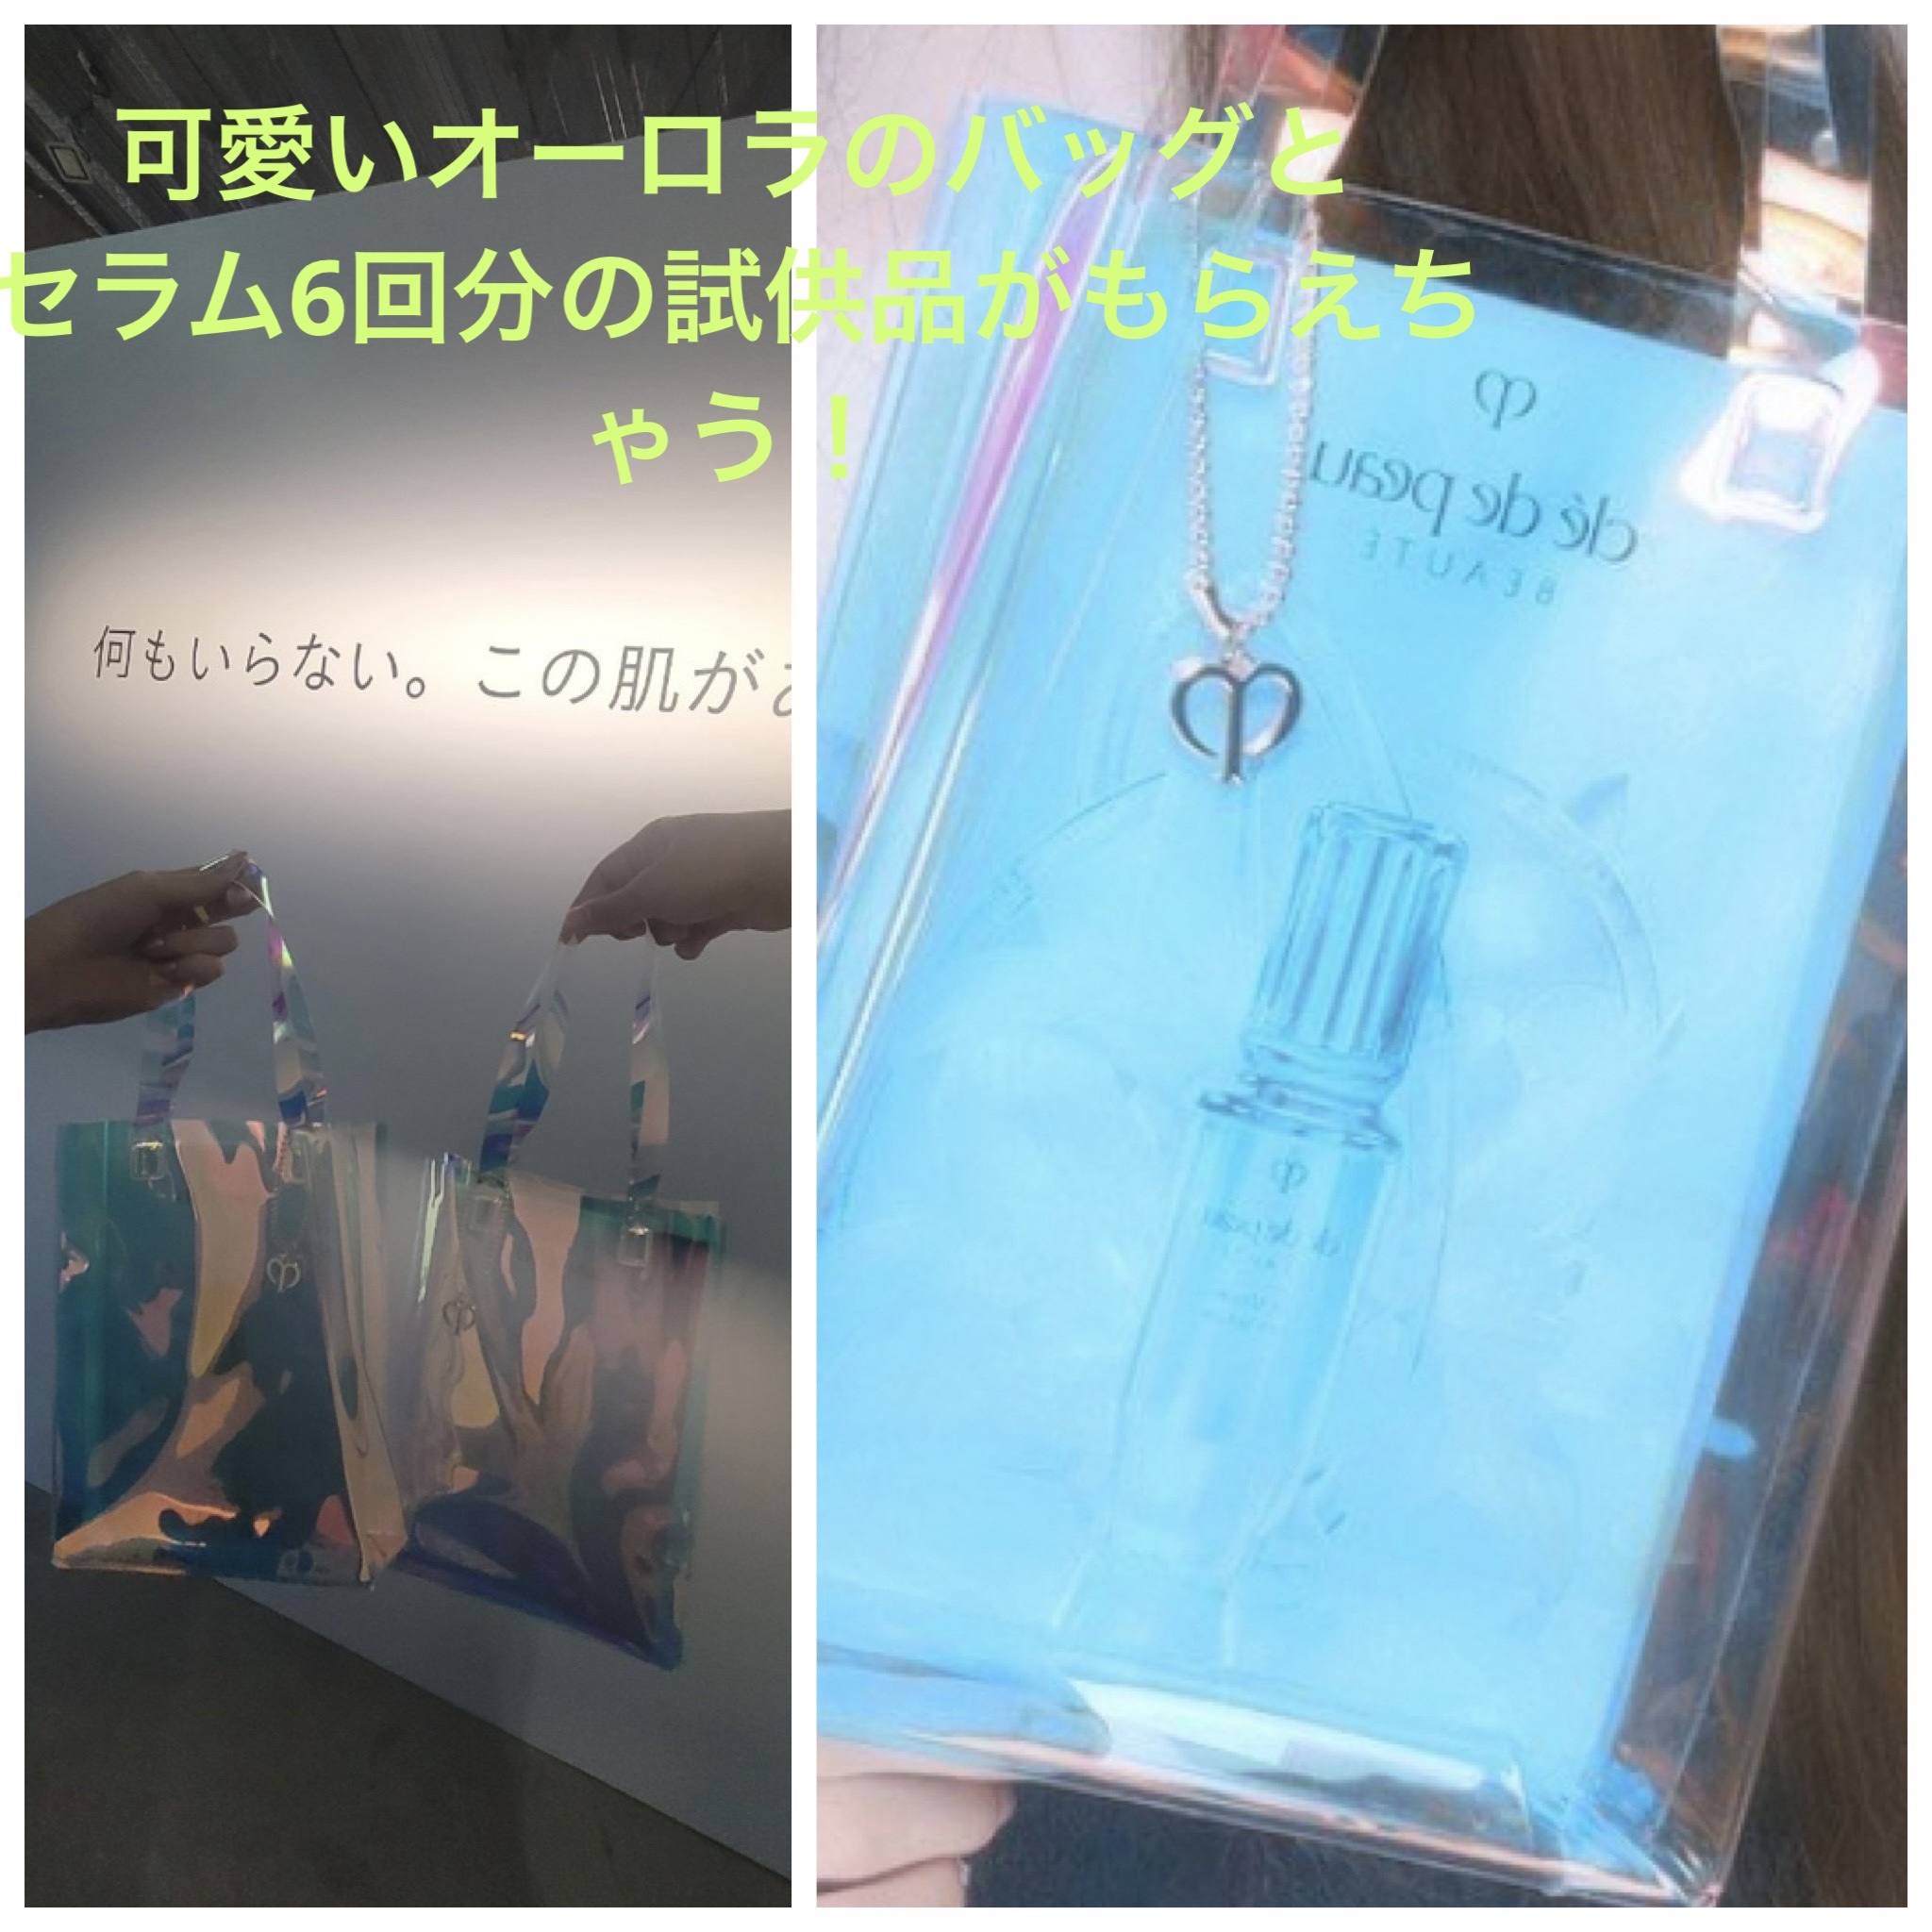 可愛いオーロラのバッグと
セラム6回分の試供品がもらえち
ゃう！
何もいらない。この肌があ
clé de peau
BEAUTÉ